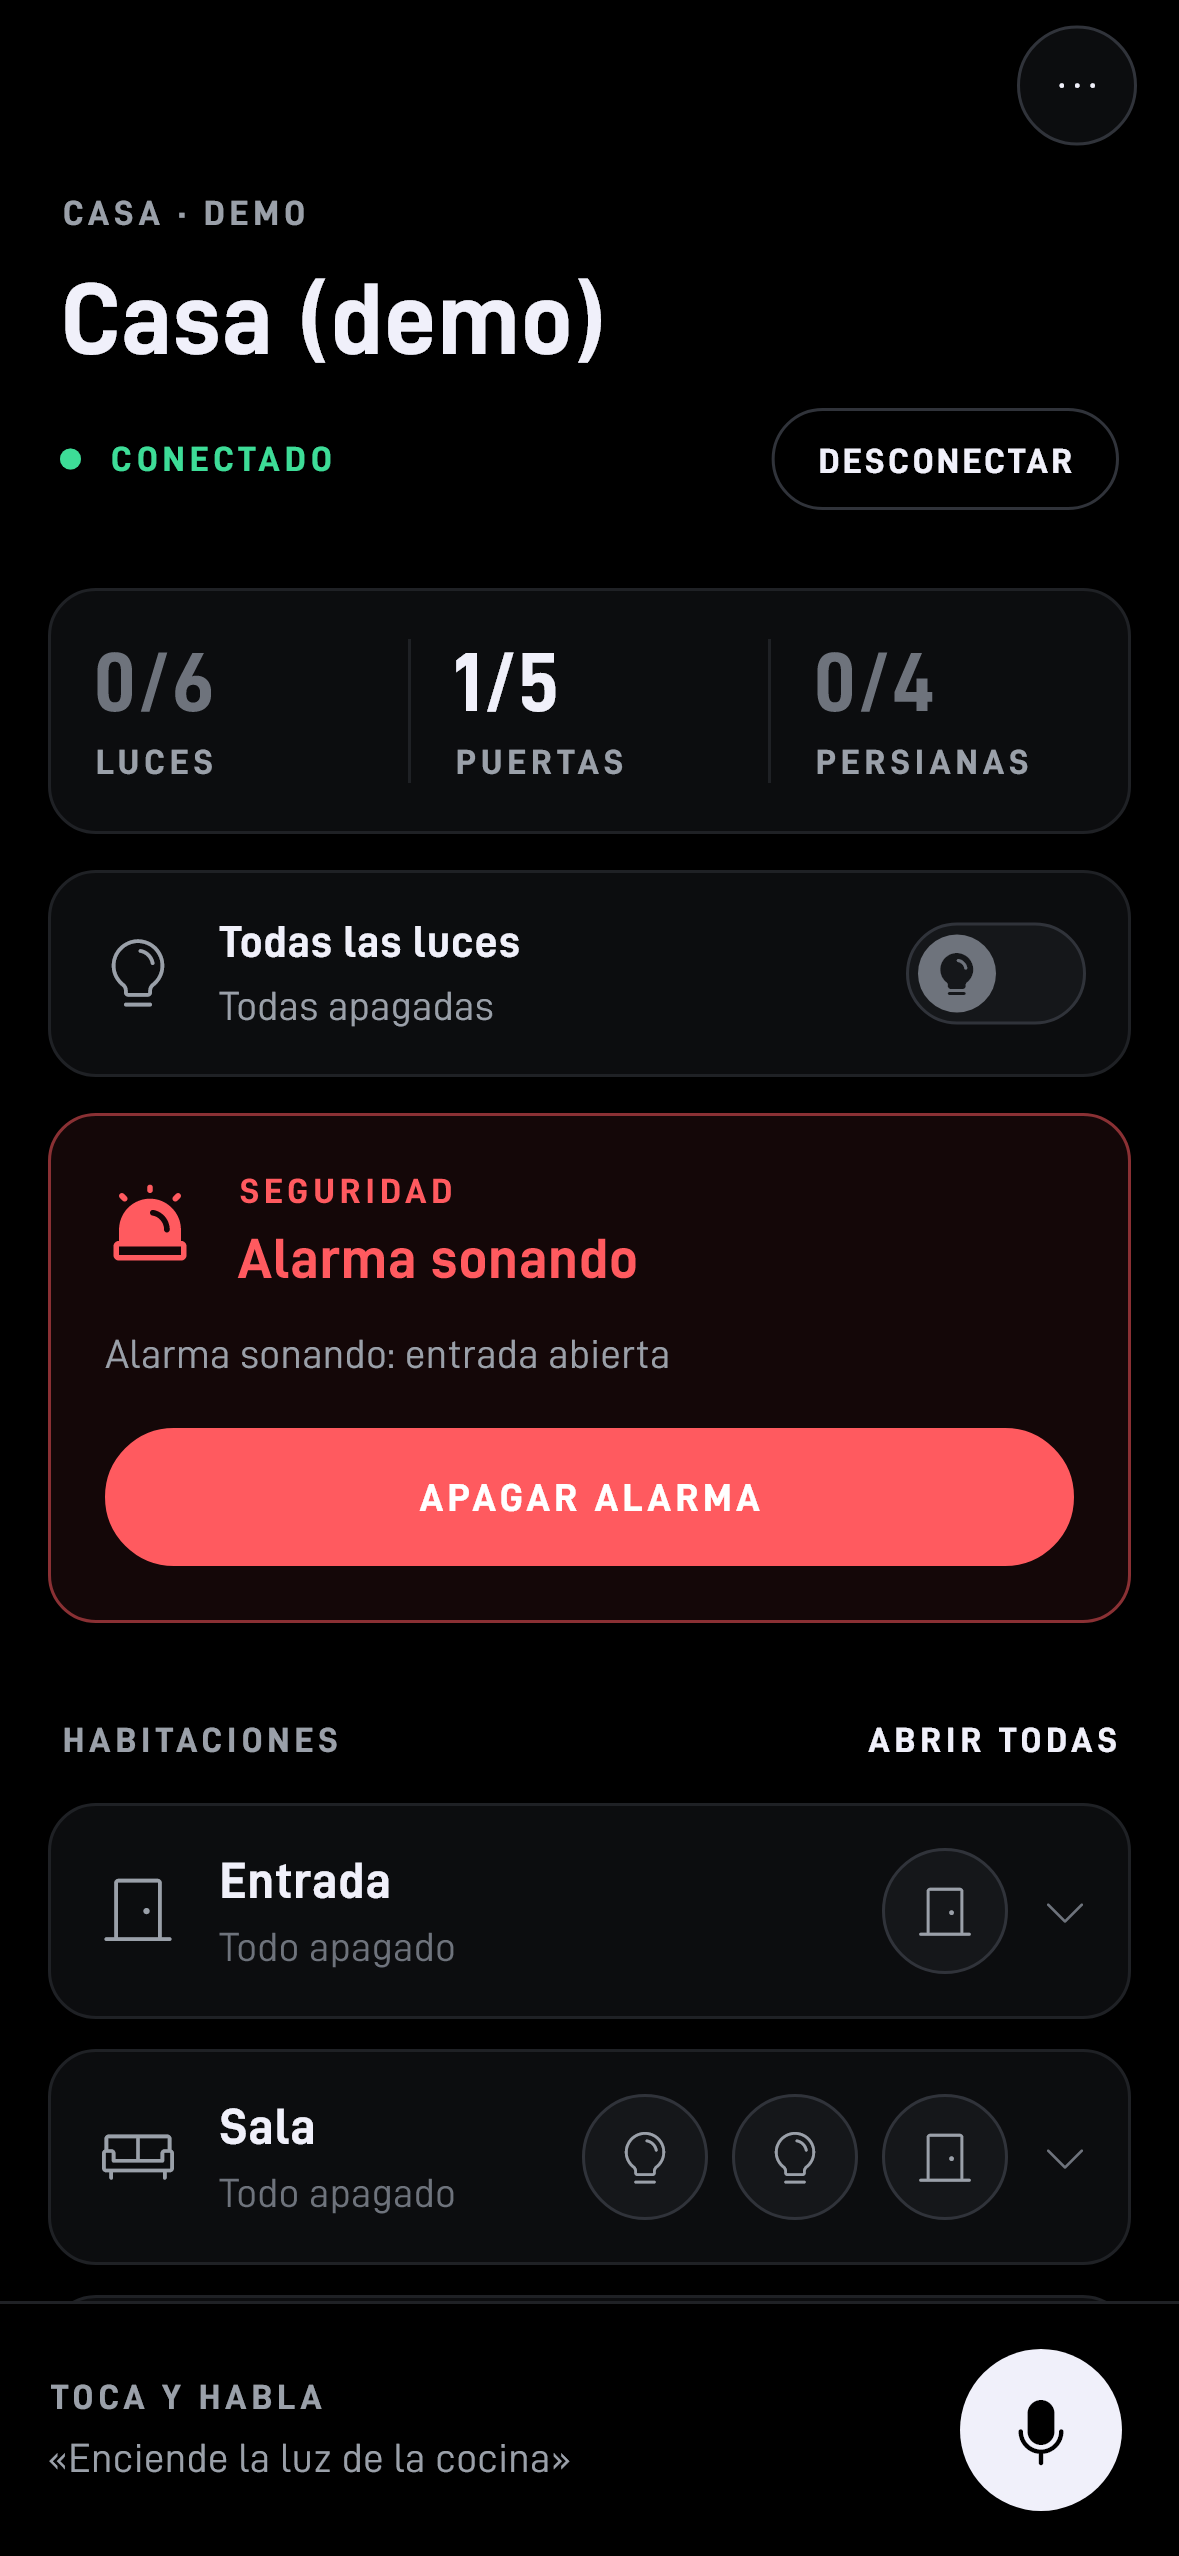 CASA · DEMO
Casa (demo)
CONECTADO
DESCONECTAR
0/6
LUCES
1/5
PUERTAS
0/4
PERSIANAS
Todas las luces
Todas apagadas
SEGURIDAD
Alarma sonando
Alarma sonando: entrada abierta
APAGAR ALARMA
HABITACIONES
ABRIR TODAS
Entrada
Todo apagado
Sala
Todo apagado
TOCA Y HABLA
«Enciende la luz de la cocina»